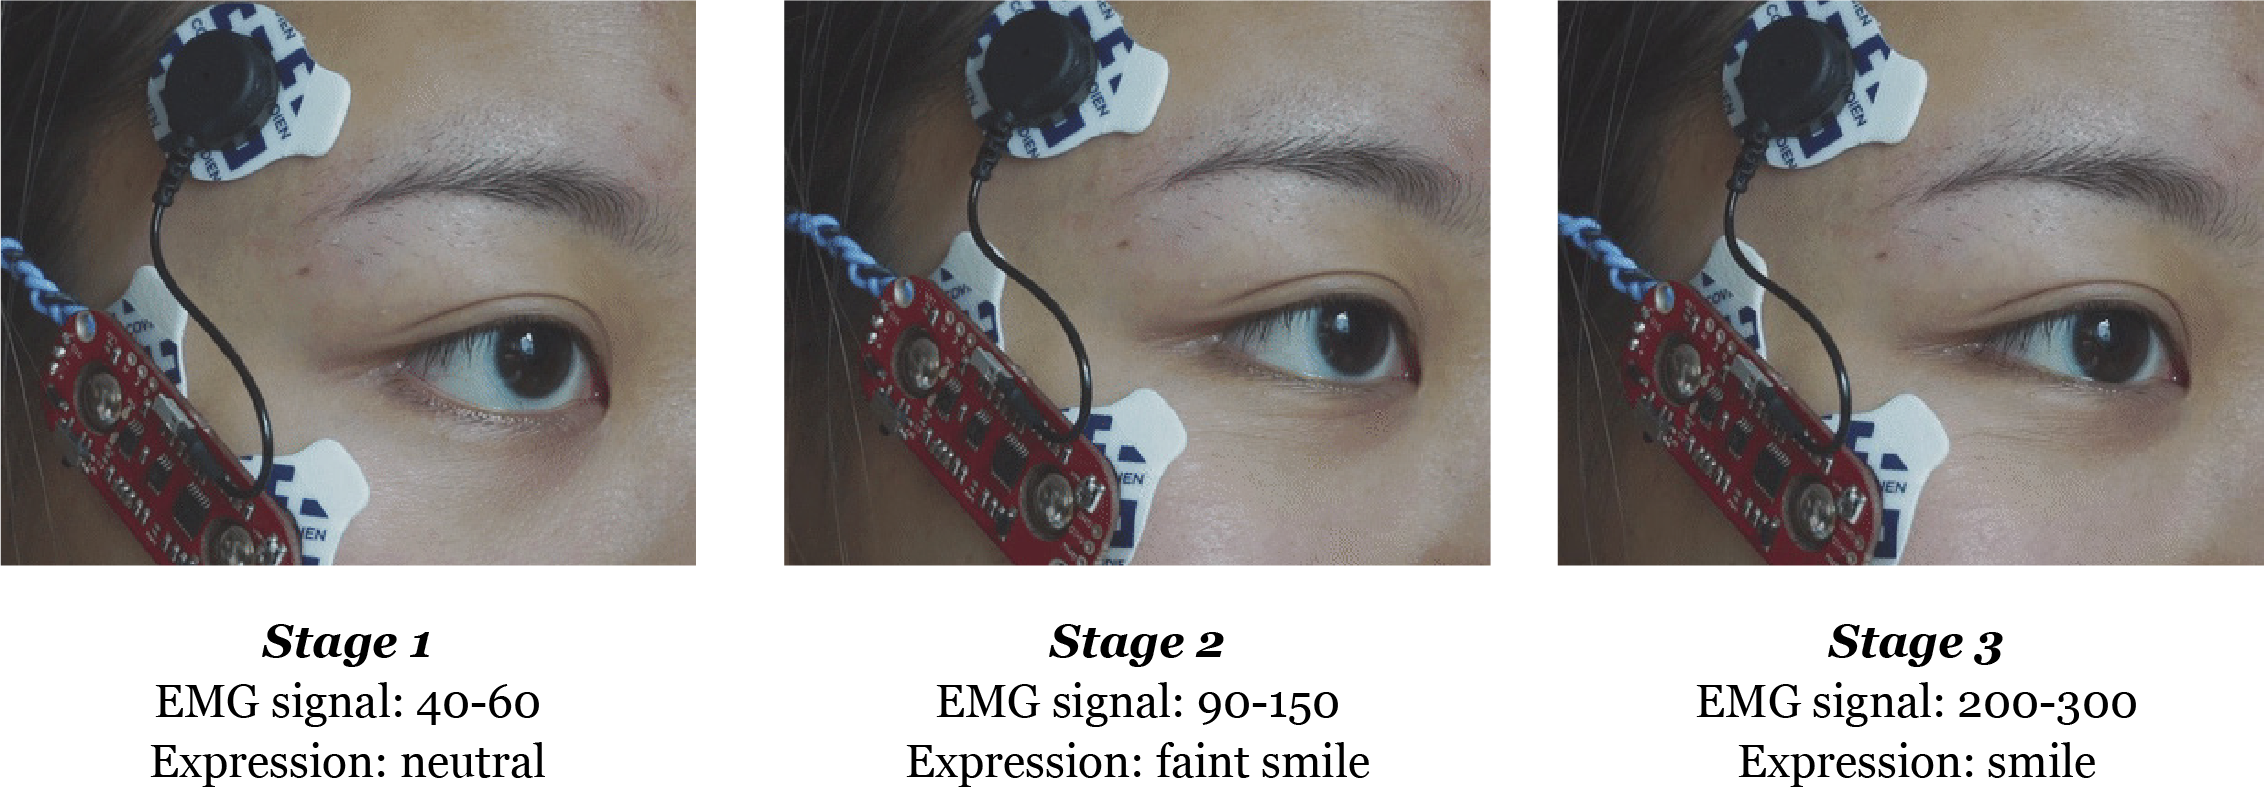 Stage 1
EMG signal: 40-60
Expression: neutral
Stage 2
EMG signal: 90-150
Expression: faint smile
Stage 3
EMG signal: 200-300
Expression: smile